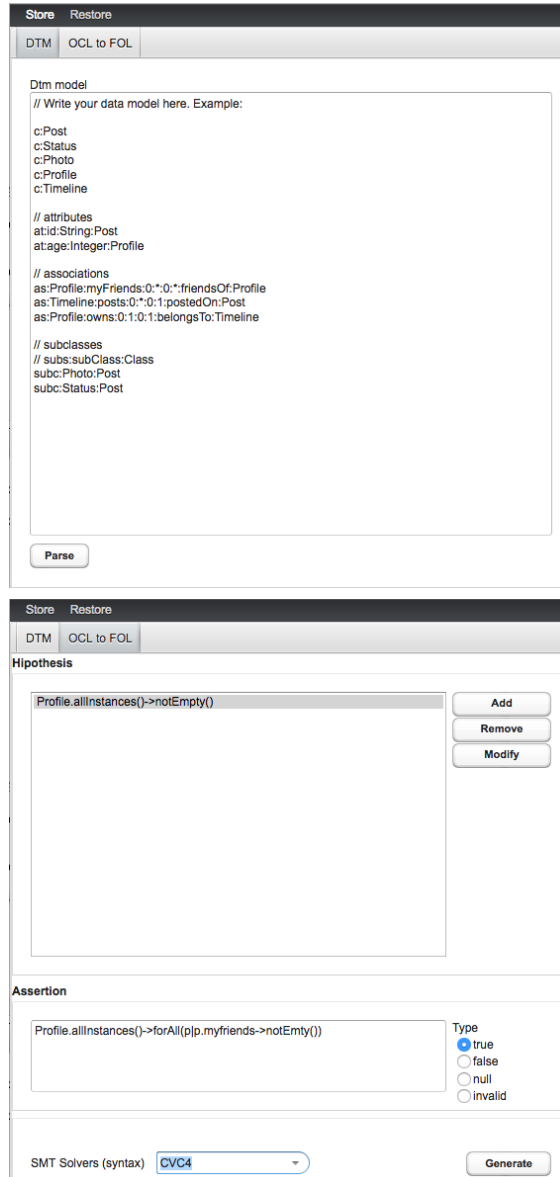 Store Restore
DTM OCL to FOL
Dtm model
// Write your data model here. Example:
c:Post
c:Status
c:Photo
c:Profile
c:Timeline
// attributes
at:id:String:Post
at:age:Integer:Profile
// associations
as:Profile:myFriends:0:*:0:*:friendsOf:Profile
as:Timeline:posts:0:*:0:1:postedOn:Post
as:Profile:owns:0:1:0:1:belongsTo:Timeline
// subclasses
// subs:subClass:Class
subc:Photo:Post
subc:Status:Post
Parse
Store Restore
DTM OCL to FOL
Hipothesis
Profile.allInstances()->notEmpty()
Add
Remove
Modify
Assertion
Profile.allInstances()->forAll(p|p.myfriends->notEmty())
Type
true
false
null
invalid
SMT Solvers (syntax) CVC4 Generate